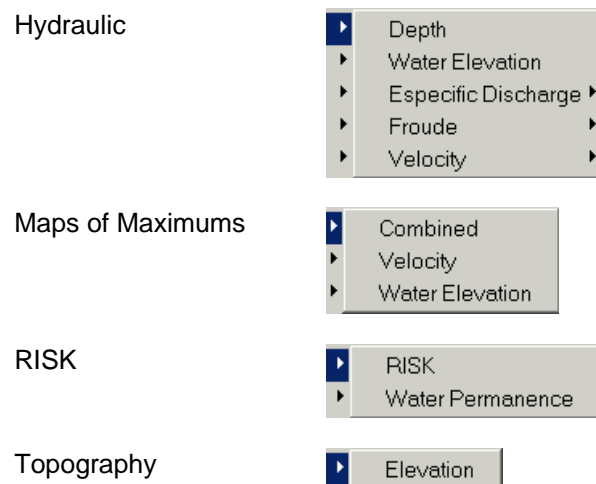 Hydraulic
Depth
Water Elevation
Especific Discharge
Froude
Velocity
Maps of Maximums
Combined
Velocity
Water Elevation
RISK
RISK
Water Permanence
Topography
Elevation